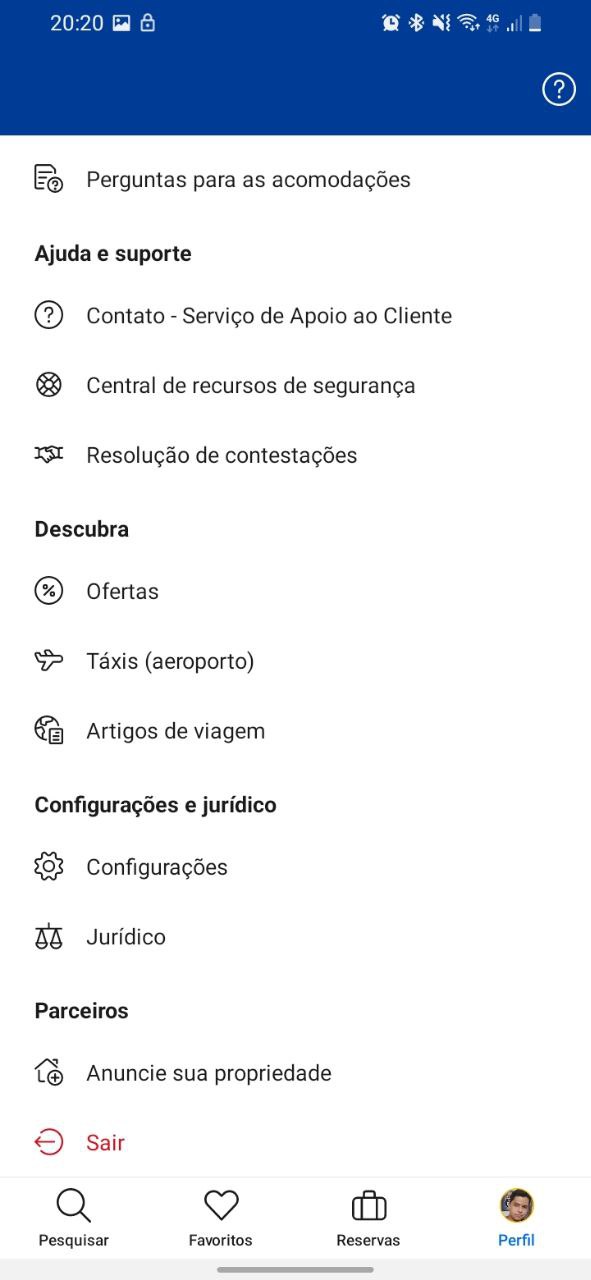 20:20
4G
Perguntas para as acomodações
Ajuda e suporte
Contato - Serviço de Apoio ao Cliente
Central de recursos de segurança
Resolução de contestações
Descubra
Ofertas
Táxis (aeroporto)
Artigos de viagem
Configurações e jurídico
Configurações
Jurídico
Parceiros
Anuncie sua propriedade
Sair
Pesquisar
Favoritos
Reservas
Perfil